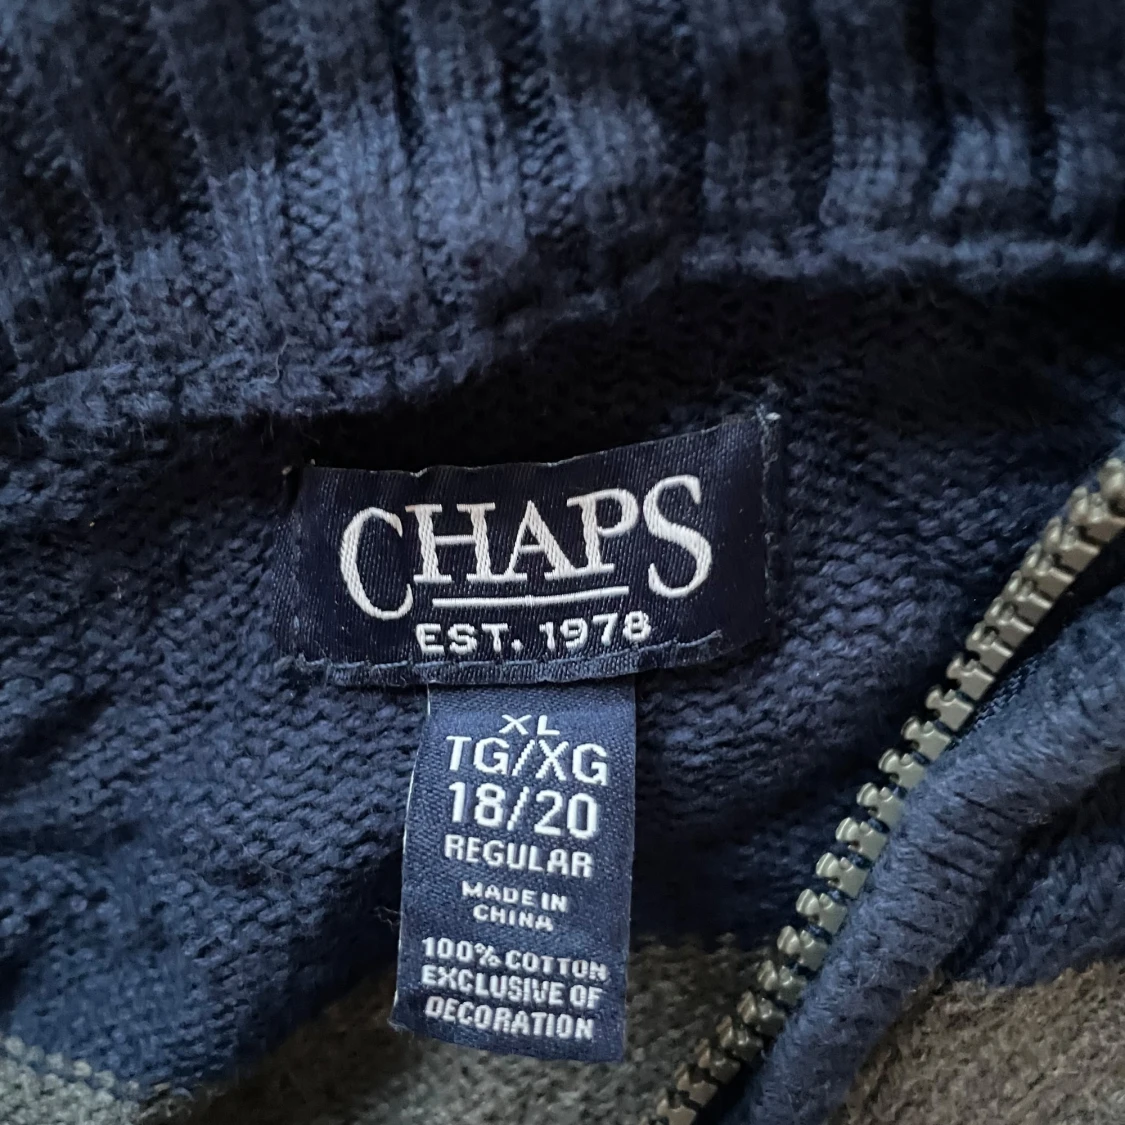 CHAPS
EST. 1978
XL
TG/XG
18/20
REGULAR
MADE IN
CHINA
100% COTTON
EXCLUSIVE OF
DECORATION